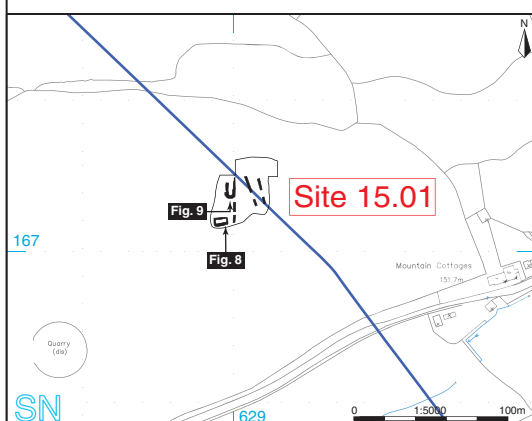 N
Site 15.01
Fig. 9
Fig. 8
167
Mountain Cottages
151.7m
Quarry
(dis)
SN
629
0 1:5000 100m